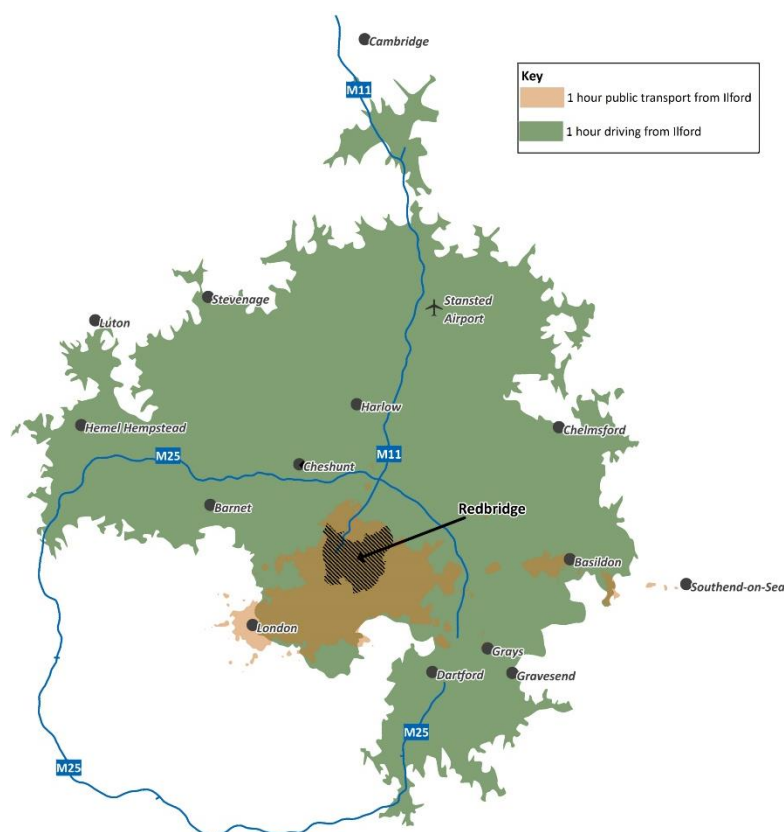 Cambridge
Key
M11
1 hour public transport from Ilford
1 hour driving from Ilford
Stevenage
Stansted
Airport
Luton
Harlow
Hemel Hempstead
Chelmsford
M11
M25
Cheshunt
Barnet
Redbridge
Basildon
Southend-on-Sea
London
Grays
Dartford
Gravesend
M25
M25